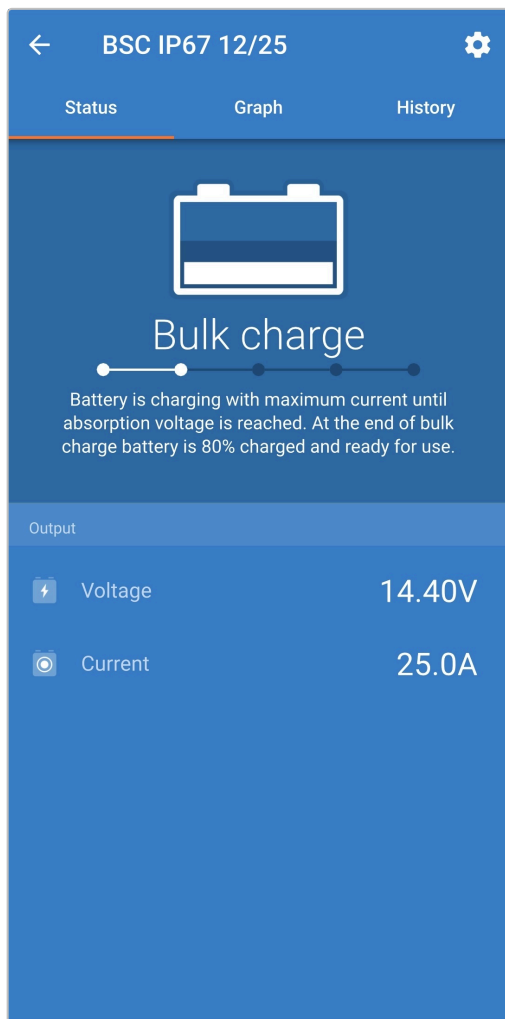 BSC IP67 12/25
Status
Graph
History
Bulk charge
Battery is charging with maximum current until
absorption voltage is reached. At the end of bulk
charge battery is 80% charged and ready for use.
Output
Voltage
14.40V
Current
25.0A